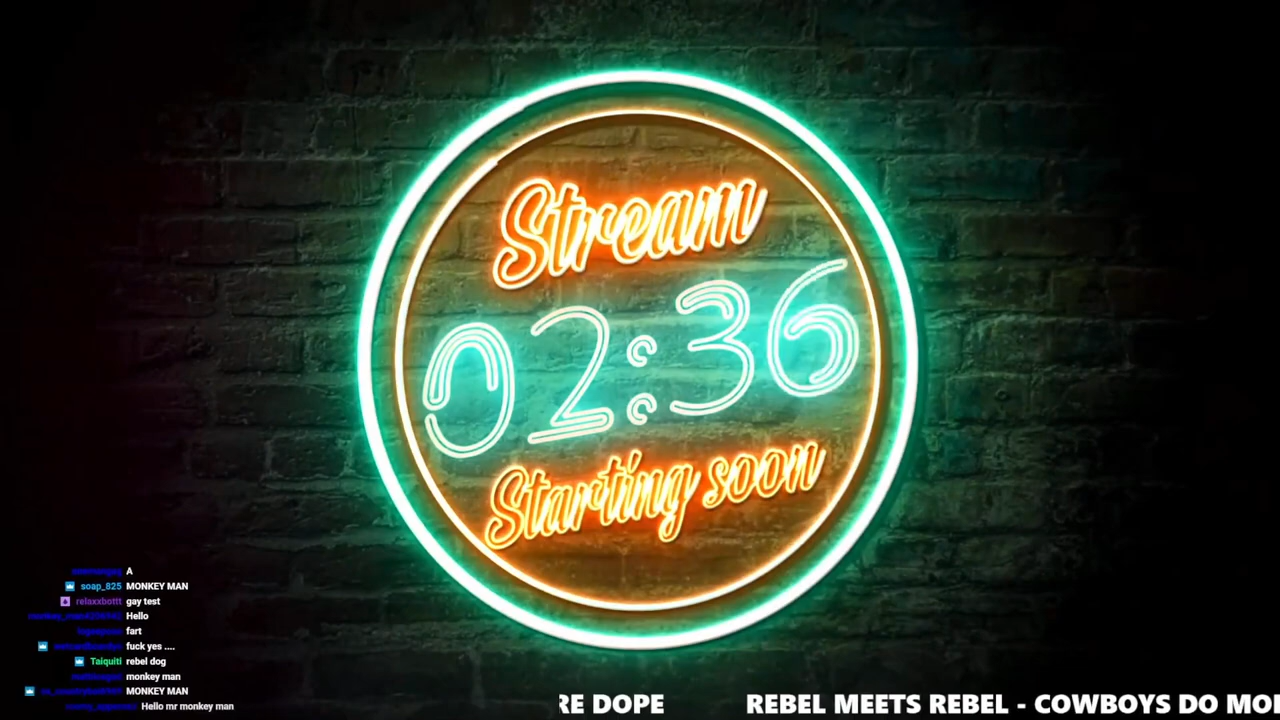 Stream
02:36
Starting soon
A
soap_825 MONKEY MAN
relaxxbottt gay test
Hello
fart
fuck yes ....
Taiquiti rebel dog
monkey man
MONKEY MAN
Hello mr monkey man
RE DOPE REBEL MEETS REBEL - COWBOYS DO MO